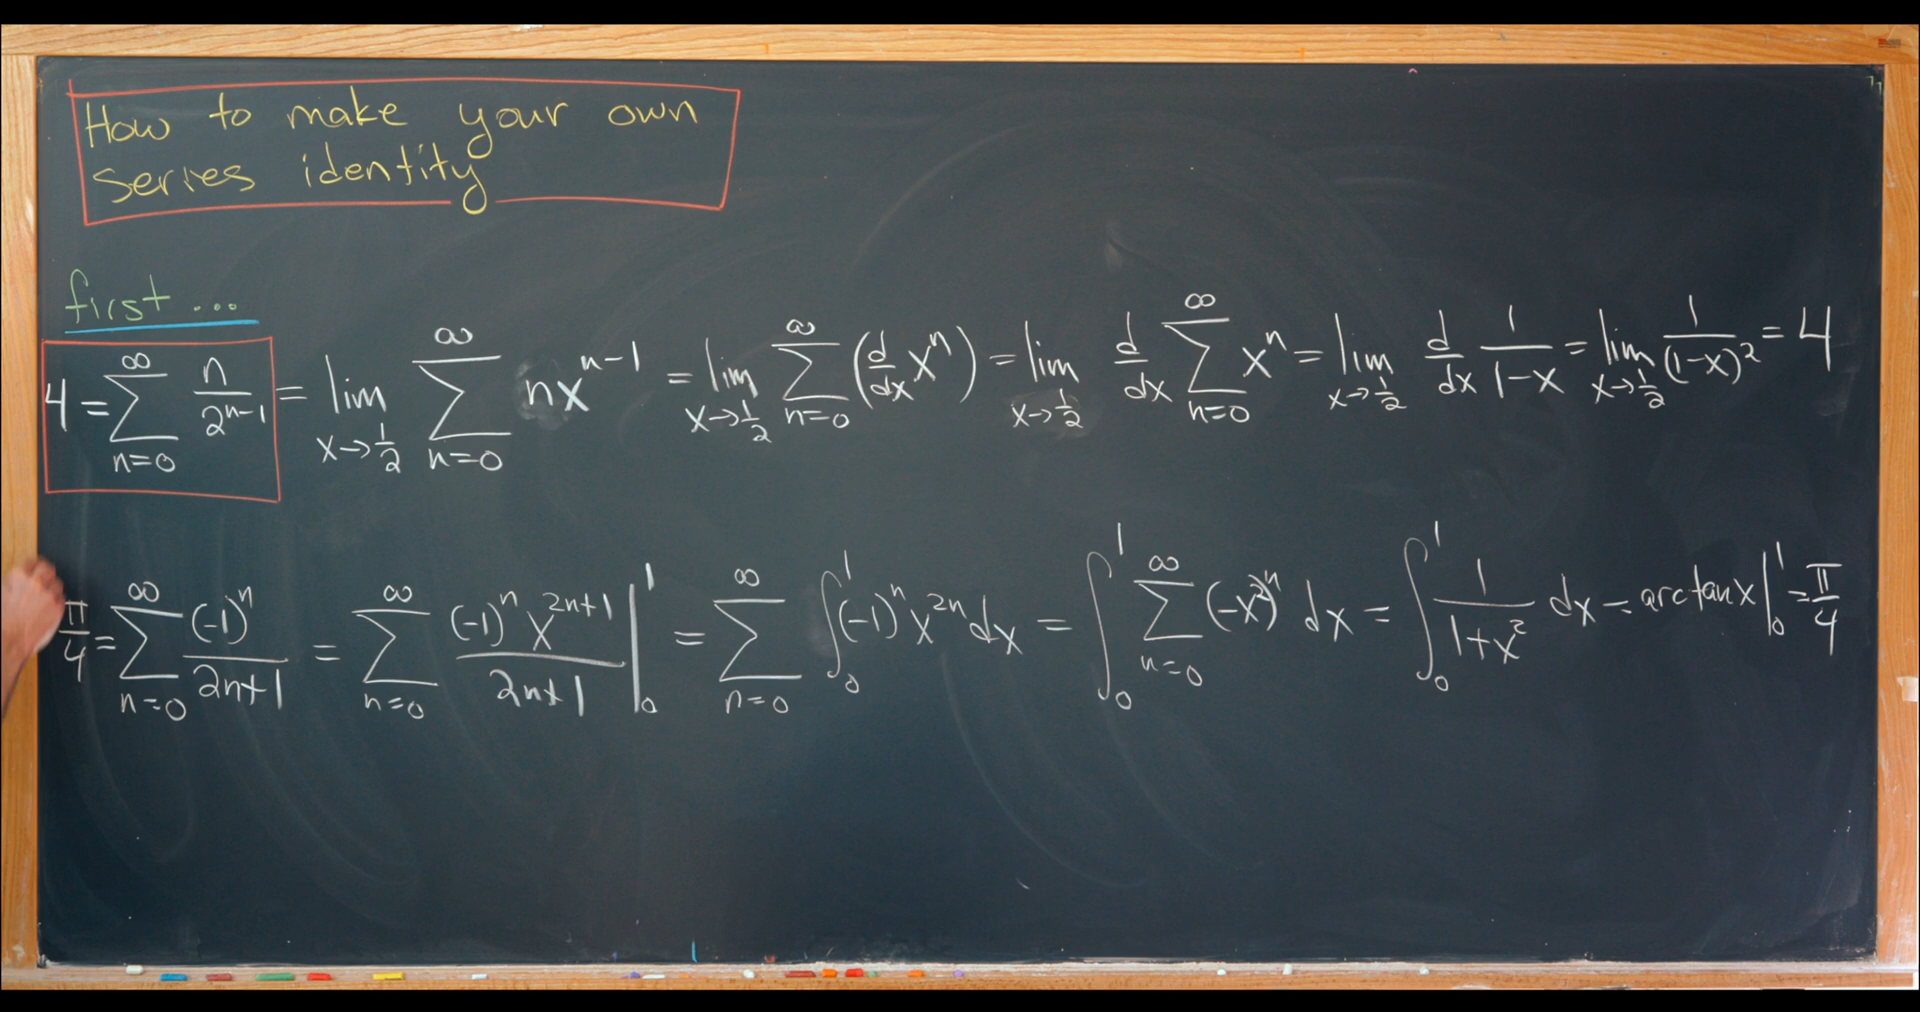 How to make your own
series identity
first ...
4 = ∑_{n=0}^{∞} n/2^{n-1} = lim_{x→1/2} ∑_{n=0}^{∞} nx^{n-1} = lim_{x→1/2} ∑_{n=0}^{∞} (d/dx x^n) = lim_{x→1/2} d/dx ∑_{n=0}^{∞} x^n = lim_{x→1/2} d/dx 1/(1-x) = lim_{x→1/2} 1/(1-x)^2 = 4
π/4 = ∑_{n=0}^{∞} (-1)^n/(2n+1) = ∑_{n=0}^{∞} (-1)^n x^{2n+1}/(2n+1) |_0^1 = ∑_{n=0}^{∞} ∫_0^1 (-1)^n x^{2n} dx = ∫_0^1 ∑_{n=0}^{∞} (-x^2)^n dx = ∫_0^1 1/(1+x^2) dx = arctan x |_0^1 = π/4